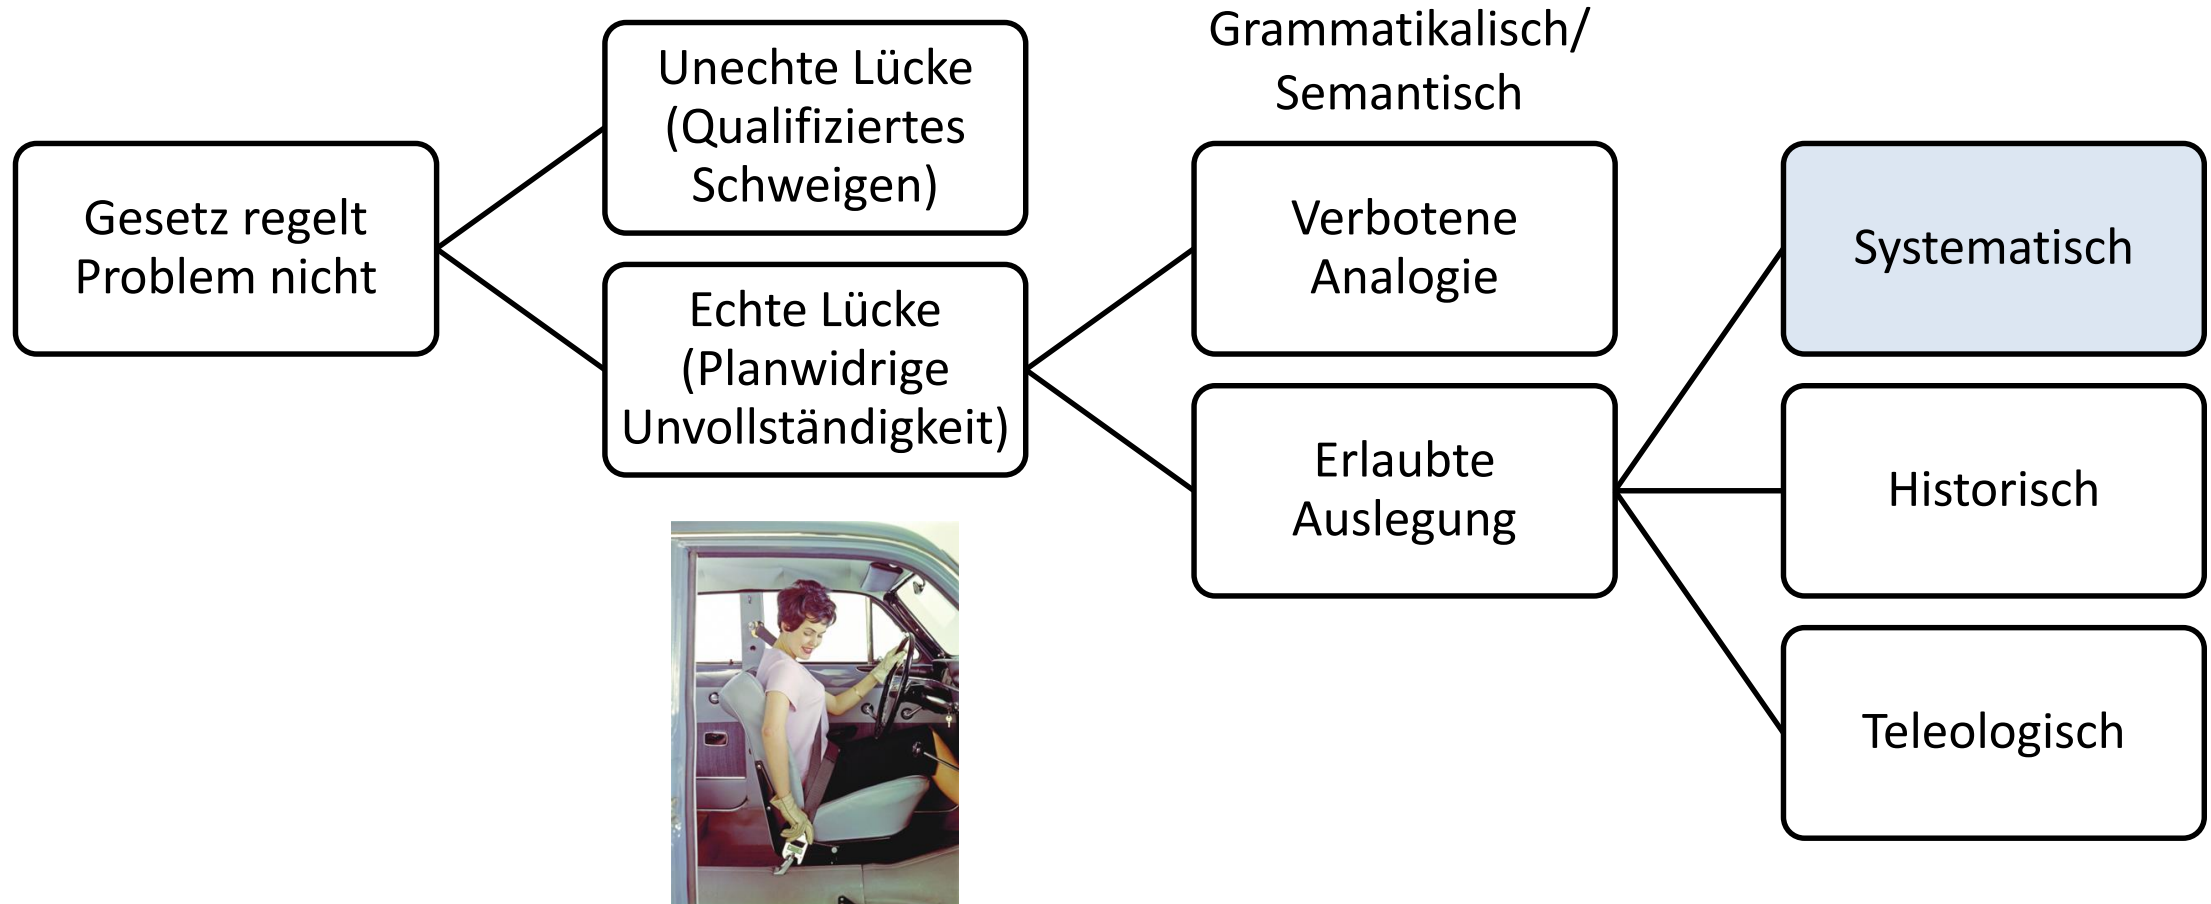 Gesetz regelt
Problem nicht
Unechte Lücke
(Qualifiziertes
Schweigen)
Echte Lücke
(Planwidrige
Unvollständigkeit)
Grammatikalisch/
Semantisch
Verbotene
Analogie
Erlaubte
Auslegung
Systematisch
Historisch
Teleologisch